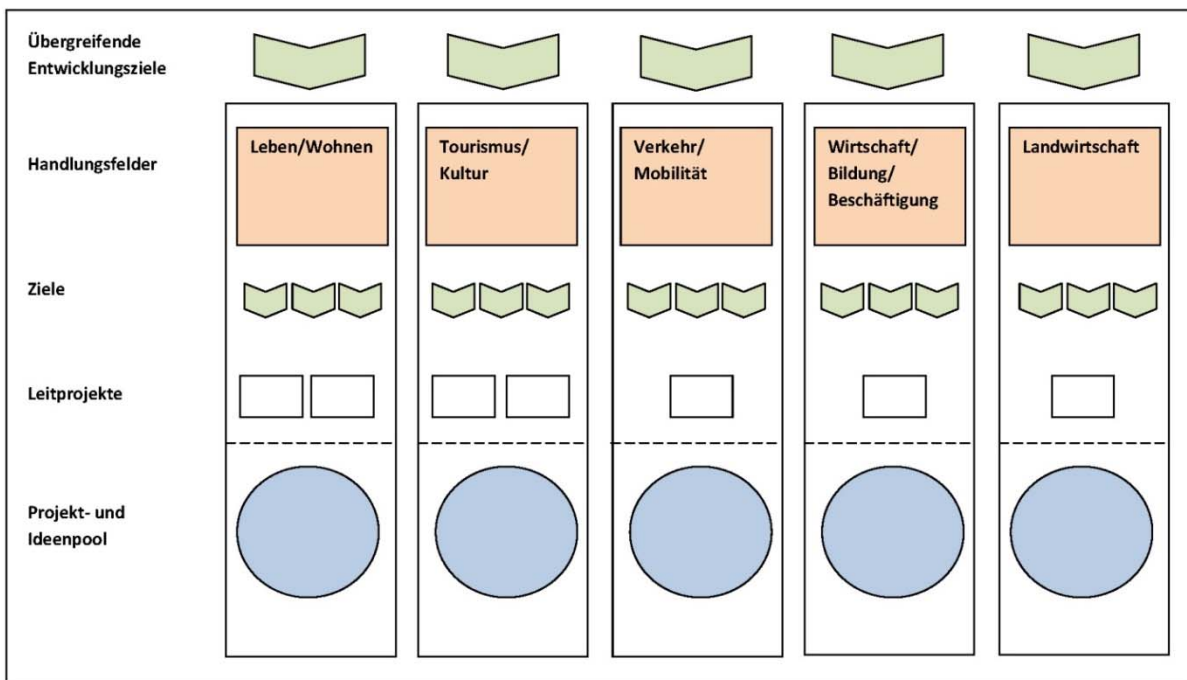 Übergreifende
Entwicklungsziele
Handlungsfelder
Leben/Wohnen
Tourismus/
Kultur
Verkehr/
Mobilität
Wirtschaft/
Bildung/
Beschäftigung
Landwirtschaft
Ziele
Leitprojekte
Projekt- und
Ideenpool